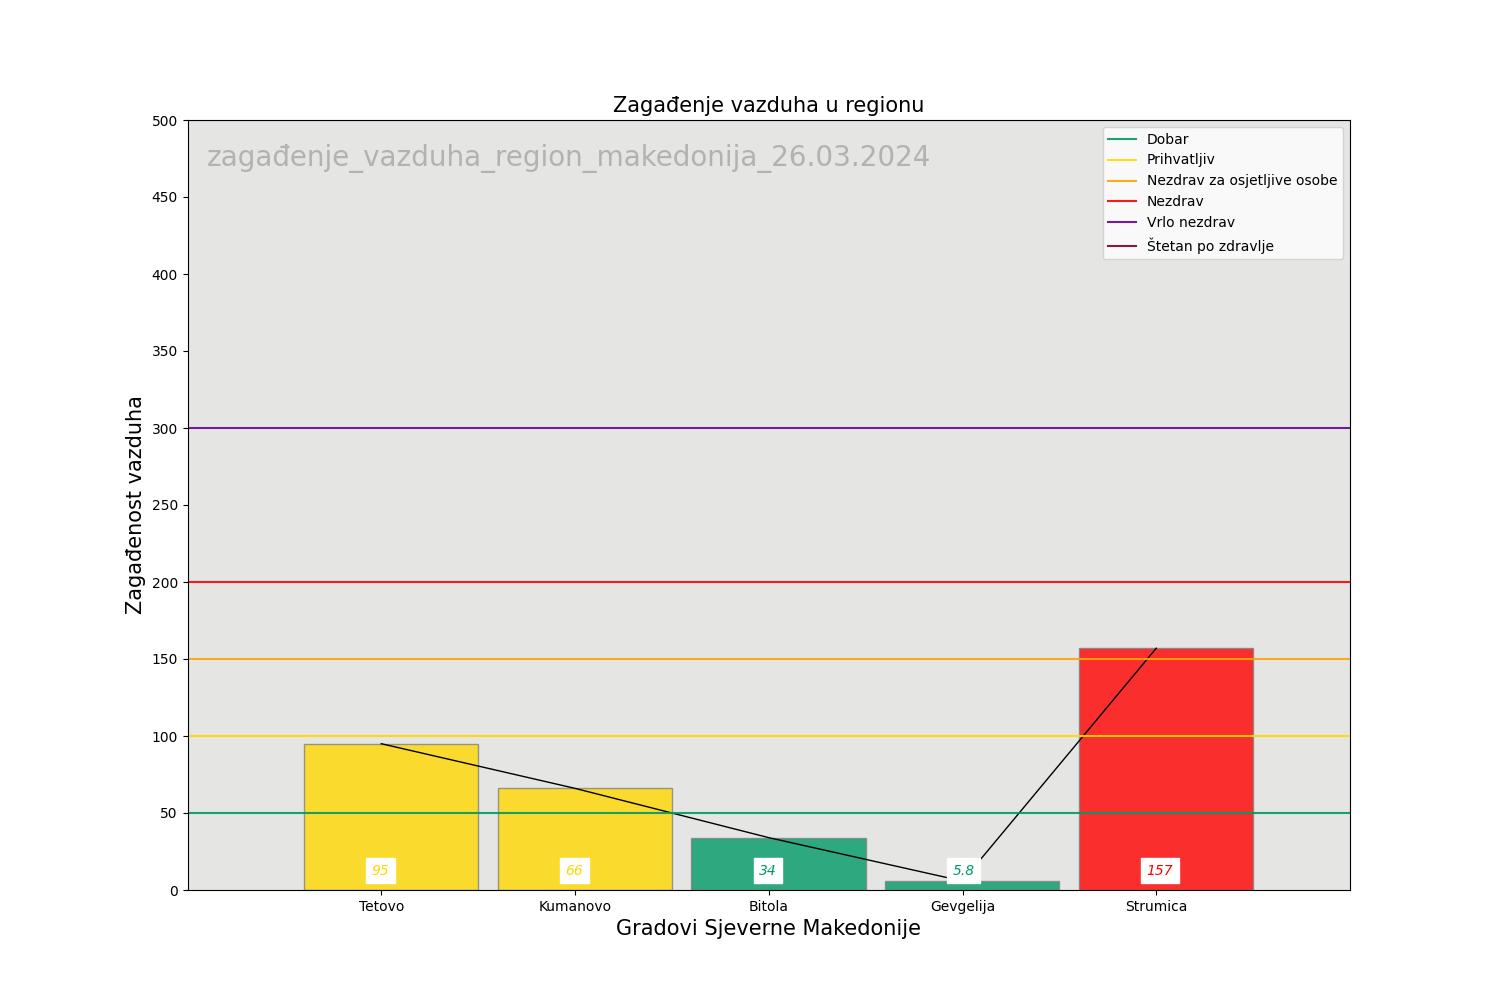 Zagađenje vazduha u regionu
zagađenje_vazduha_region_makedonija_26.03.2024
Dobar
Prihvatljiv
Nezdrav za osjetljive osobe
Nezdrav
Vrlo nezdrav
Štetan po zdravlje
Zagađenost vazduha
500
450
400
350
300
250
200
150
100
50
0
95
66
34
5.8
157
Tetovo
Kumanovo
Bitola
Gevgelija
Strumica
Gradovi Sjeverne Makedonije